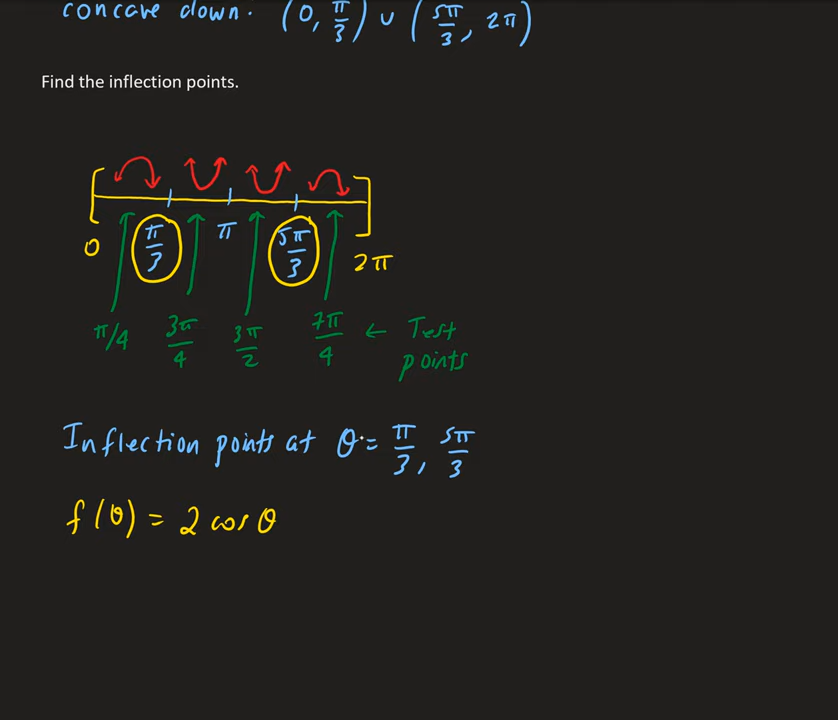 concave down: (0, π/3) ∪ (5π/3, 2π)
Find the inflection points.
0 π/3 π 5π/3 2π
π/4 3π/4 3π/2 7π/4 ← Test points
Inflection points at θ = π/3, 5π/3
f(θ) = 2 cos θ